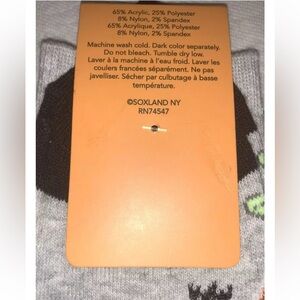 65% Acrylic, 25% Polyester
8% Nylon, 2% Spandex
65% Acrylique, 25% Polyester
8% Nylon, 2% Spandex
Machine wash cold. Dark color separately.
Do not bleach. Tumble dry low.
Laver à la machine à l'eau froid. Laver les
coulers francées séparément. Ne pas
javelliser. Sécher par culbutage à basse
température.
©SOXLAND NY
RN74547